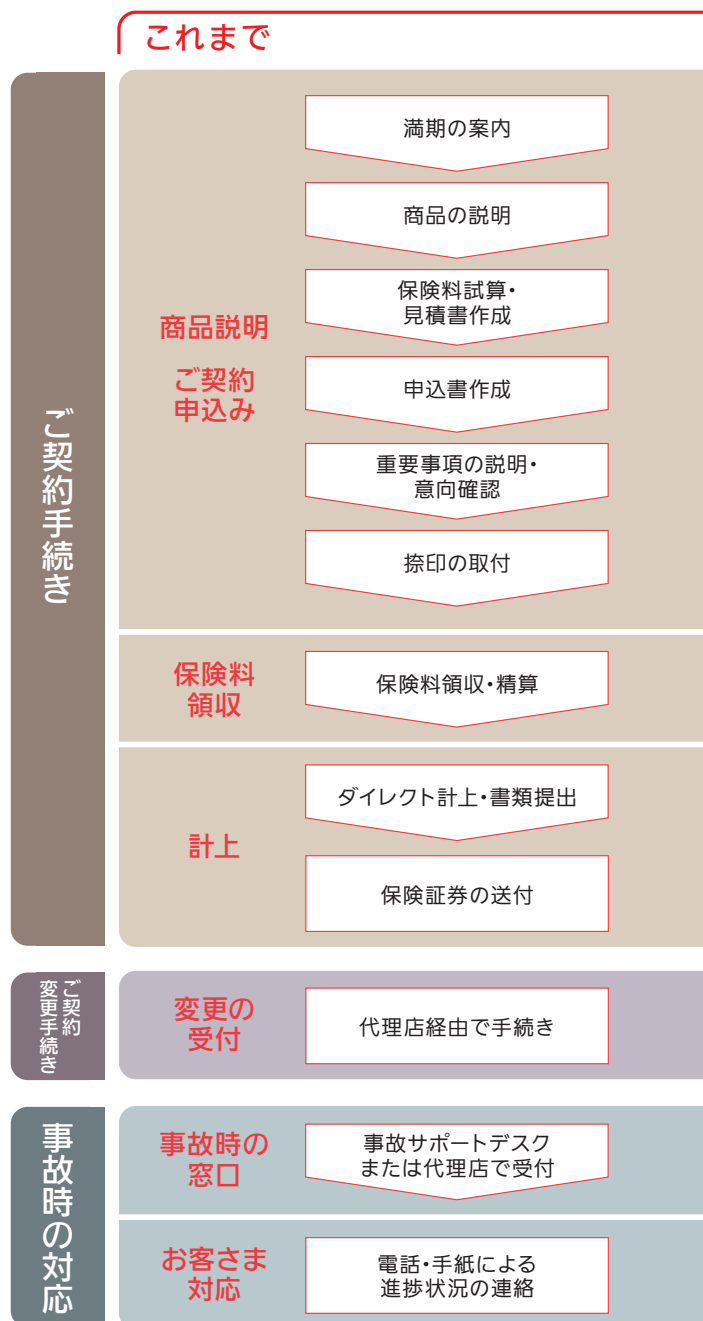 これまで
ご契約手続き
商品説明
ご契約
申込み
満期の案内
商品の説明
保険料試算・
見積書作成
申込書作成
重要事項の説明・
意向確認
捺印の取付
保険料
領収
保険料領収・精算
計上
ダイレクト計上・書類提出
保険証券の送付
ご契約
変更手続き
変更の
受付
代理店経由で手続き
事故時の対応
事故時の
窓口
事故サポートデスク
または代理店で受付
お客さま
対応
電話・手紙による
進捗状況の連絡